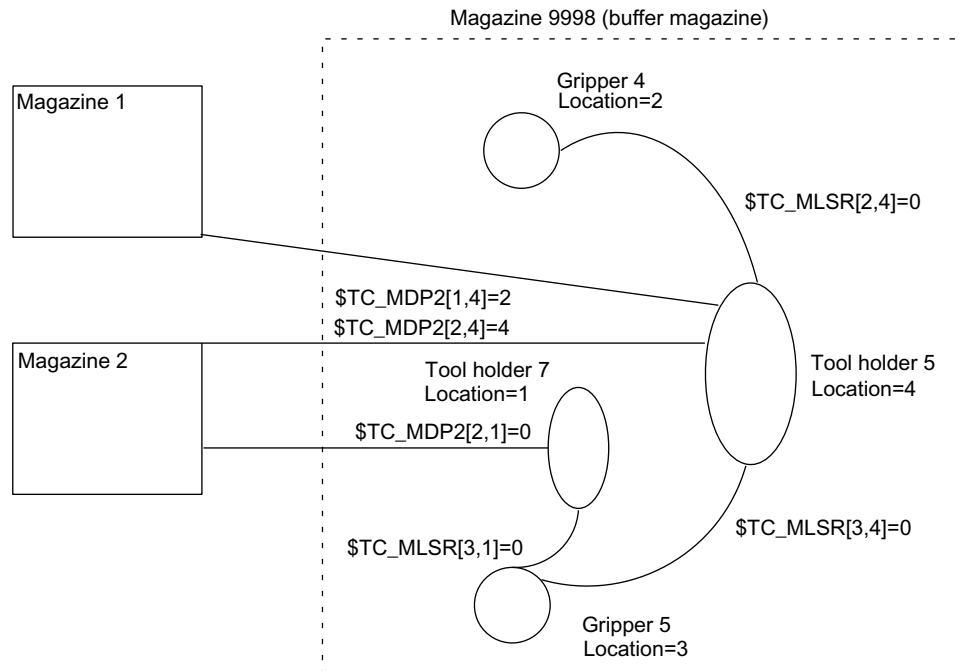 Magazine 9998 (buffer magazine)
Magazine 1
Gripper 4
Location=2
$TC_MLSR[2,4]=0
$TC_MDP2[1,4]=2
$TC_MDP2[2,4]=4
Magazine 2
Tool holder 7
Location=1
Tool holder 5
Location=4
$TC_MDP2[2,1]=0
$TC_MLSR[3,4]=0
$TC_MLSR[3,1]=0
Gripper 5
Location=3